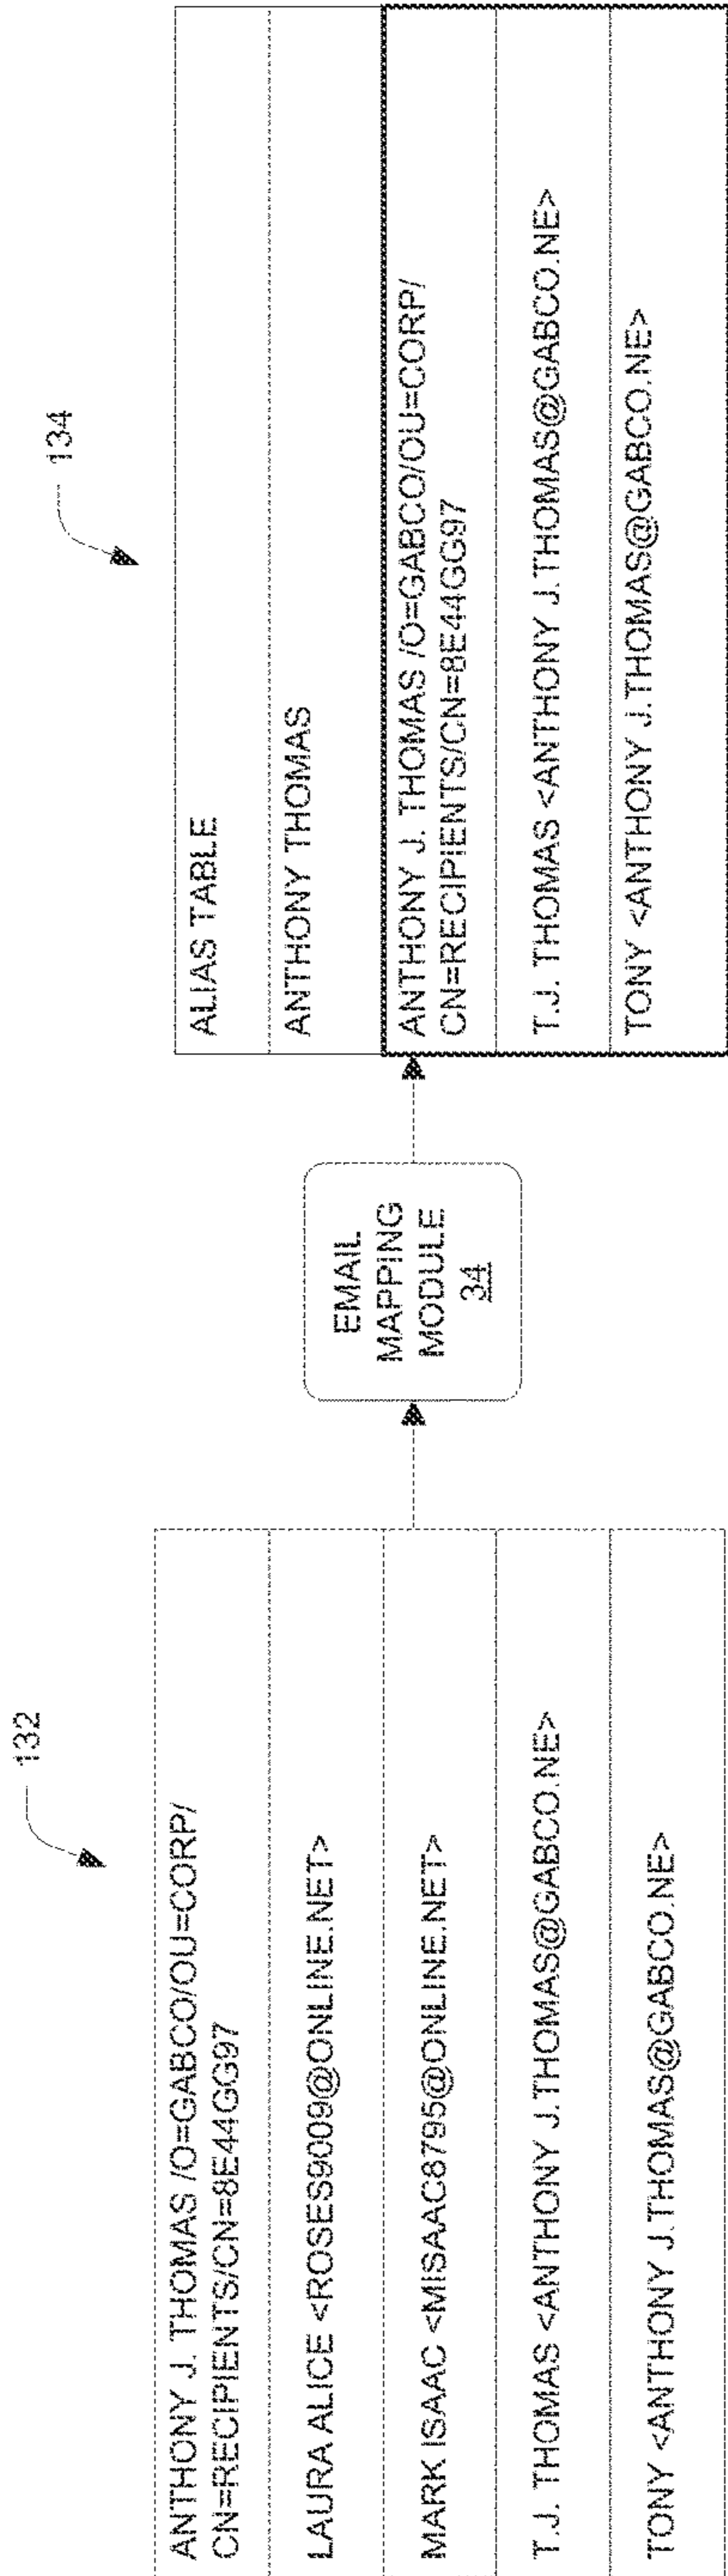 132
ANTHONY J. THOMAS /O=GABCO/OU=CORP/
CN=RECIPIENTS/CN=8E44GG97
LAURA ALICE <ROSES9009@ONLINE.NET>
MARK ISAAC <MISAAC8795@ONLINE.NET>
T.J. THOMAS <ANTHONY J.THOMAS@GABCO.NE>
TONY <ANTHONY J.THOMAS@GABCO.NE>
EMAIL
MAPPING
MODULE
34
134
ALIAS TABLE
ANTHONY THOMAS
ANTHONY J. THOMAS /O=GABCO/OU=CORP/
CN=RECIPIENTS/CN=8E44GG97
T.J. THOMAS <ANTHONY J.THOMAS@GABCO.NE>
TONY <ANTHONY J.THOMAS@GABCO.NE>